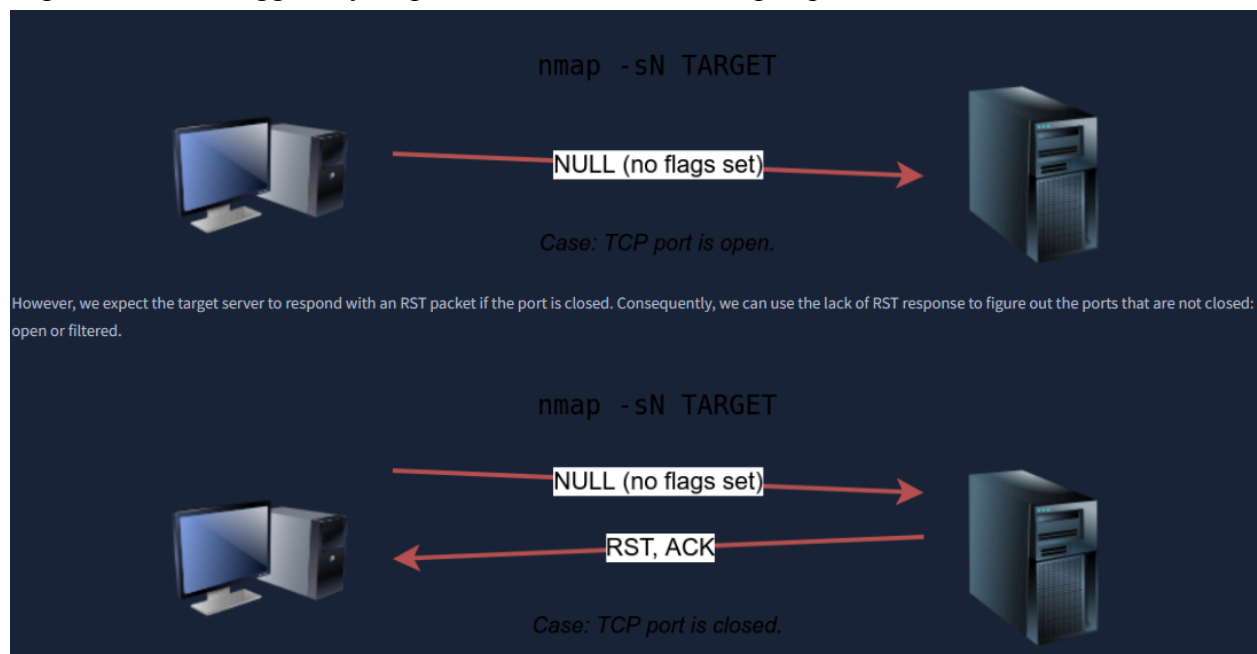 nmap -sN TARGET
NULL (no flags set)
Case: TCP port is open.
However, we expect the target server to respond with an RST packet if the port is closed. Consequently, we can use the lack of RST response to figure out the ports that are not closed:
open or filtered.
nmap -sN TARGET
NULL (no flags set)
RST, ACK
Case: TCP port is closed.